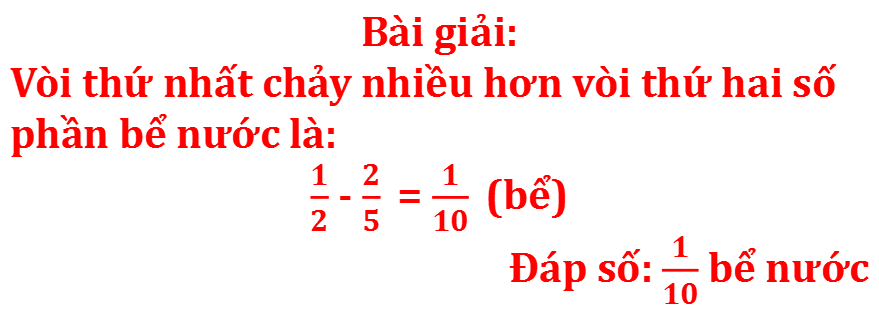 Bài giải:
Vòi thứ nhất chảy nhiều hơn vòi thứ hai số
phần bể nước là:
1/2 - 2/5 = 1/10 (bể)
Đáp số: 1/10 bể nước